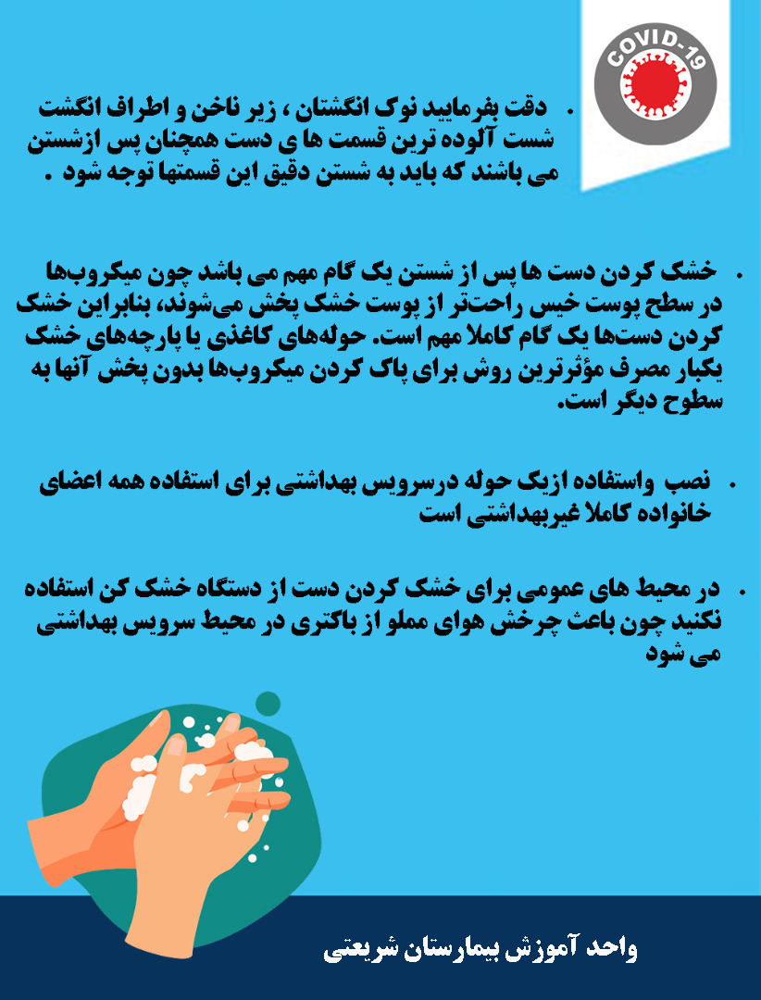 COVID-19
• دقت بفرمایید نوک انگشتان ، زیر ناخن و اطراف انگشت
شست آلوده ترین قسمت ها ی دست همچنان پس ازشستن
می باشند که باید به شستن دقیق این قسمتها توجه شود .
• خشک کردن دست ها پس از شستن یک گام مهم می باشد چون میکروب‌ها
در سطح پوست خیس راحت‌تر از پوست خشک پخش می‌شوند، بنابراین خشک
کردن دست‌ها یک گام کاملا مهم است. حوله‌های کاغذی یا پارچه‌های خشک
یکبار مصرف مؤثرترین روش برای پاک کردن میکروب‌ها بدون پخش آنها به
سطوح دیگر است.
• نصب واستفاده ازیک حوله درسرویس بهداشتی برای استفاده همه اعضای
خانواده کاملا غیربهداشتی است
• در محیط های عمومی برای خشک کردن دست از دستگاه خشک کن استفاده
نکنید چون باعث چرخش هوای مملو از باکتری در محیط سرویس بهداشتی
می شود
واحد آموزش بیمارستان شریعتی